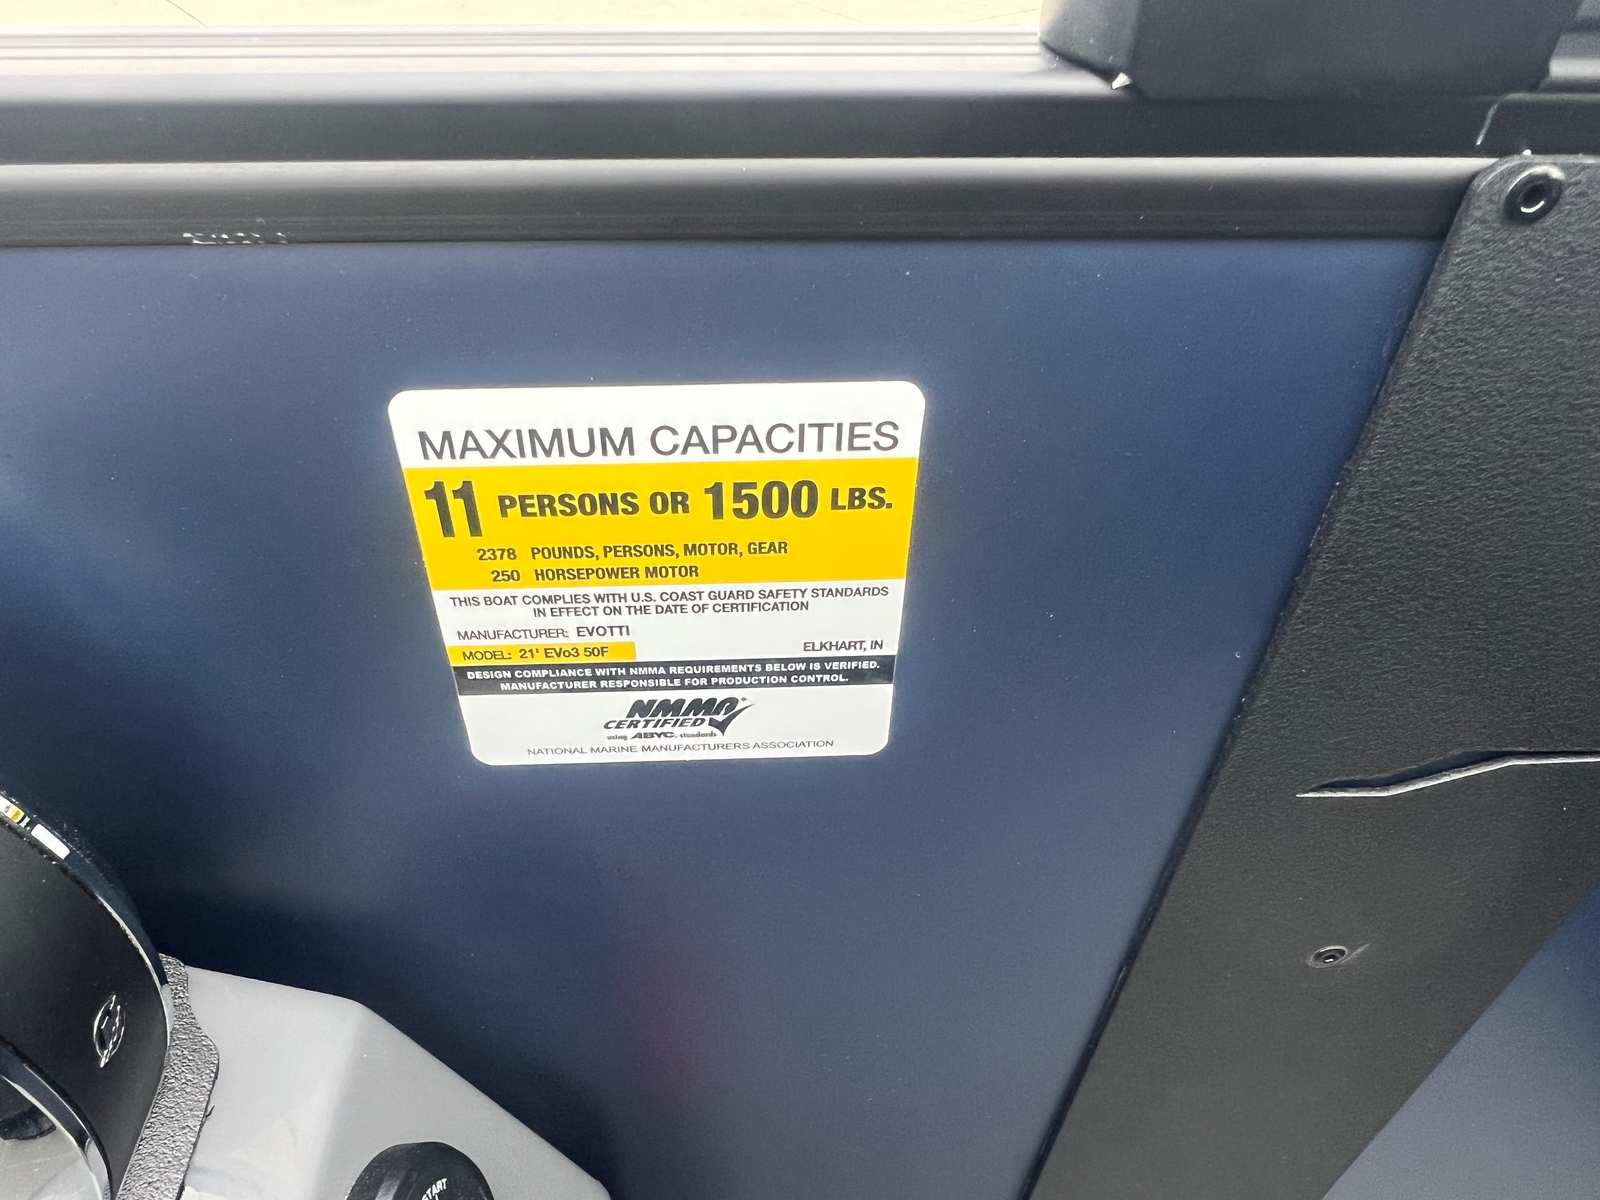 MAXIMUM CAPACITIES
11 PERSONS OR 1500 LBS.
2378 POUNDS, PERSONS, MOTOR, GEAR
250 HORSEPOWER MOTOR
THIS BOAT COMPLIES WITH U.S. COAST GUARD SAFETY STANDARDS
IN EFFECT ON THE DATE OF CERTIFICATION
MANUFACTURER: EVOTTI
MODEL: 21' EVo3 50F ELKHART, IN
DESIGN COMPLIANCE WITH NMMA REQUIREMENTS BELOW IS VERIFIED.
MANUFACTURER RESPONSIBLE FOR PRODUCTION CONTROL.
NMMA
CERTIFIED
using ABYC. standards
NATIONAL MARINE MANUFACTURERS ASSOCIATION
START